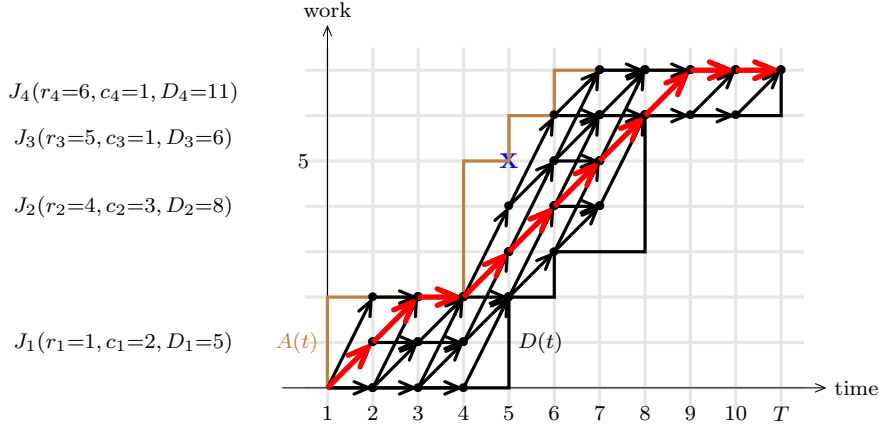 work
J₄(r₄=6, c₄=1, D₄=11)
J₃(r₃=5, c₃=1, D₃=6)
5
X
J₂(r₂=4, c₂=3, D₂=8)
J₁(r₁=1, c₁=2, D₁=5)
A(t)
D(t)
time
1 2 3 4 5 6 7 8 9 10 T